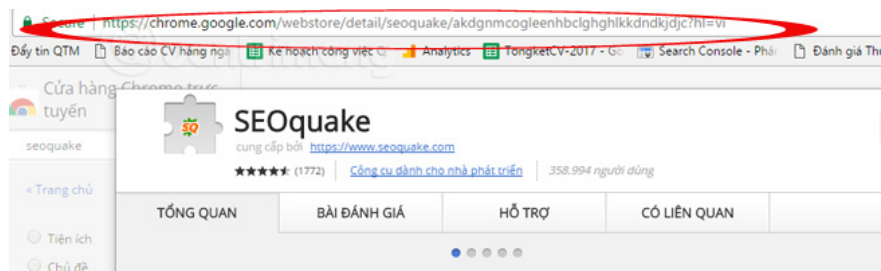 Secure https://chrome.google.com/webstore/detail/seoquake/akdgnmcogleenhbclghghlkkdndkjdjc?hl=vi
Đẩy tin QTM Báo cáo CV hàng ngà Kế hoạch công việc Q Analytics TongketCV-2017 - Go Search Console - Phâ Đánh giá Thu
Cửa hàng Chrome trực
tuyến
seoquake
« Trang chủ
Tiện ích
Chủ đề
SEOquake
cung cấp bởi https://www.seoquake.com
(1772) Công cụ dành cho nhà phát triển 358.994 người dùng
TỔNG QUAN BÀI ĐÁNH GIÁ HỖ TRỢ CÓ LIÊN QUAN